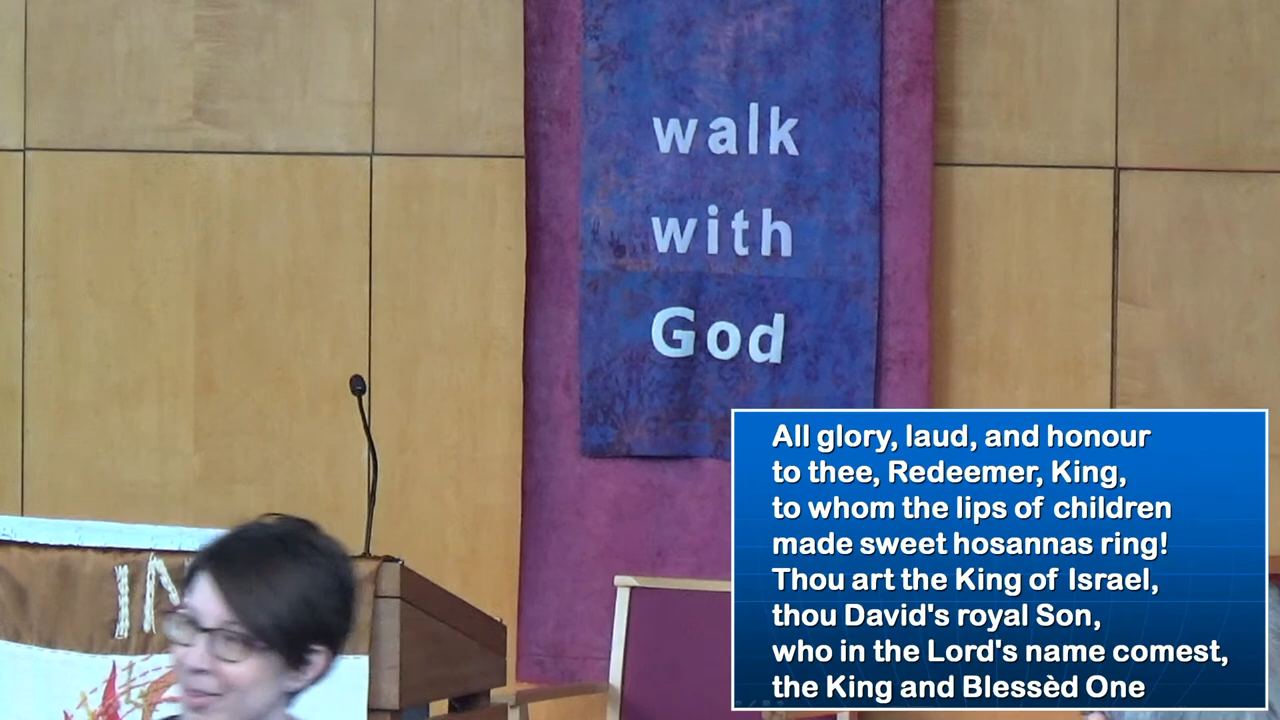 walk
with
God
IN
All glory, laud, and honour
to thee, Redeemer, King,
to whom the lips of children
made sweet hosannas ring!
Thou art the King of Israel,
thou David's royal Son,
who in the Lord's name comest,
the King and Blessèd One